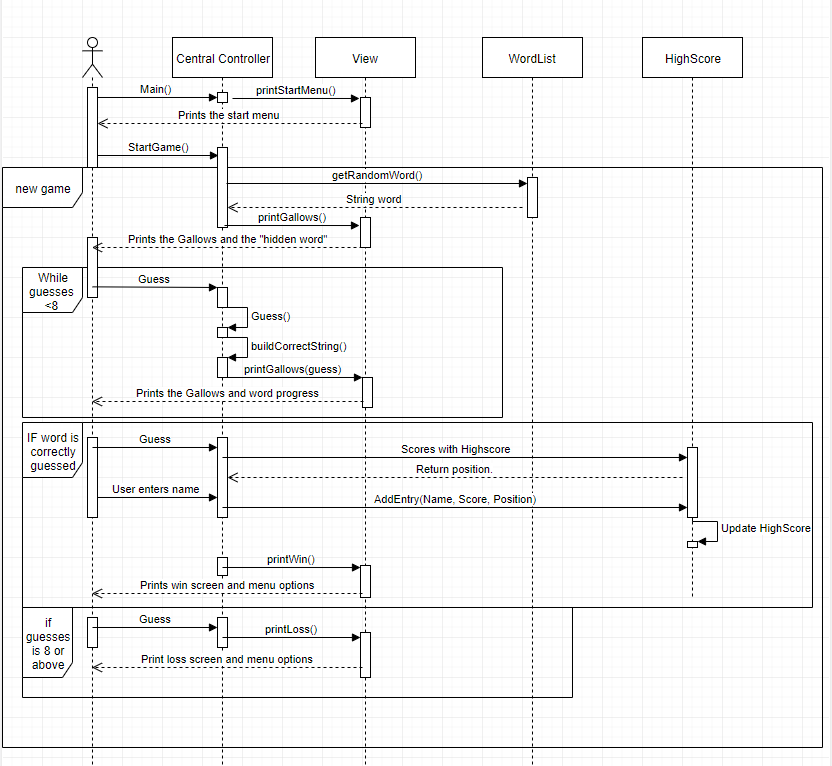 Central Controller
View
WordList
HighScore
Main()
printStartMenu()
Prints the start menu
StartGame()
new game
getRandomWord()
String word
printGallows()
Prints the Gallows and the "hidden word"
While
guesses
<8
Guess
Guess()
buildCorrectString()
printGallows(guess)
Prints the Gallows and word progress
IF word is
correctly
guessed
Guess
Scores with Highscore
Return position.
User enters name
AddEntry(Name, Score, Position)
Update HighScore
printWin()
Prints win screen and menu options
if
guesses
is 8 or
above
Guess
printLoss()
Print loss screen and menu options